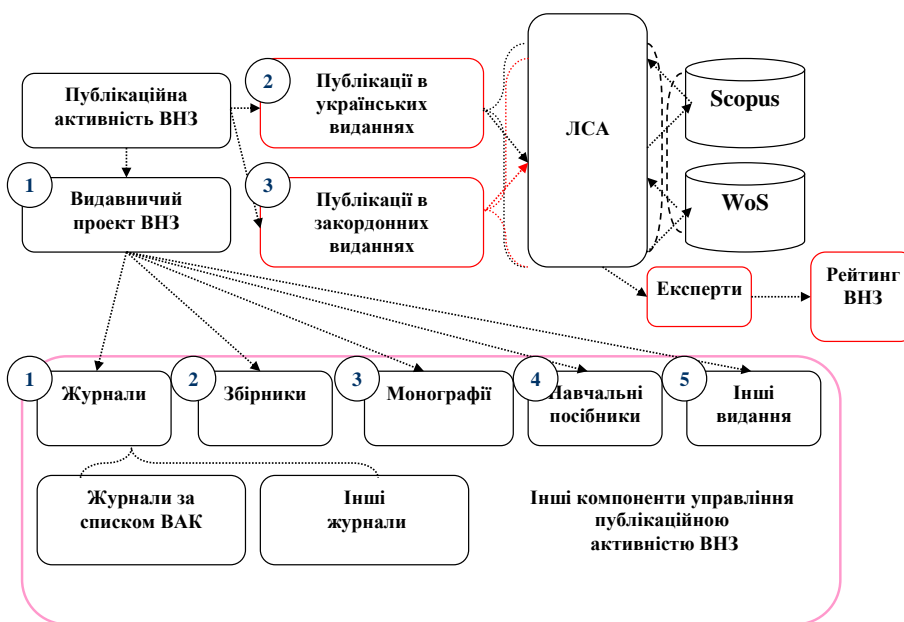 Публікаційна
активність ВНЗ
1
Видавничий
проект ВНЗ
2
Публікації в
українських
виданнях
3
Публікації в
закордонних
виданнях
ЛСА
Scopus
WoS
Експерти
Рейтинг
ВНЗ
1
Журнали
2
Збірники
3
Монографії
4
Навчальні
посібники
5
Інші
видання
Журнали за
списком ВАК
Інші
журнали
Інші компоненти управління
публікаційною
активністю ВНЗ